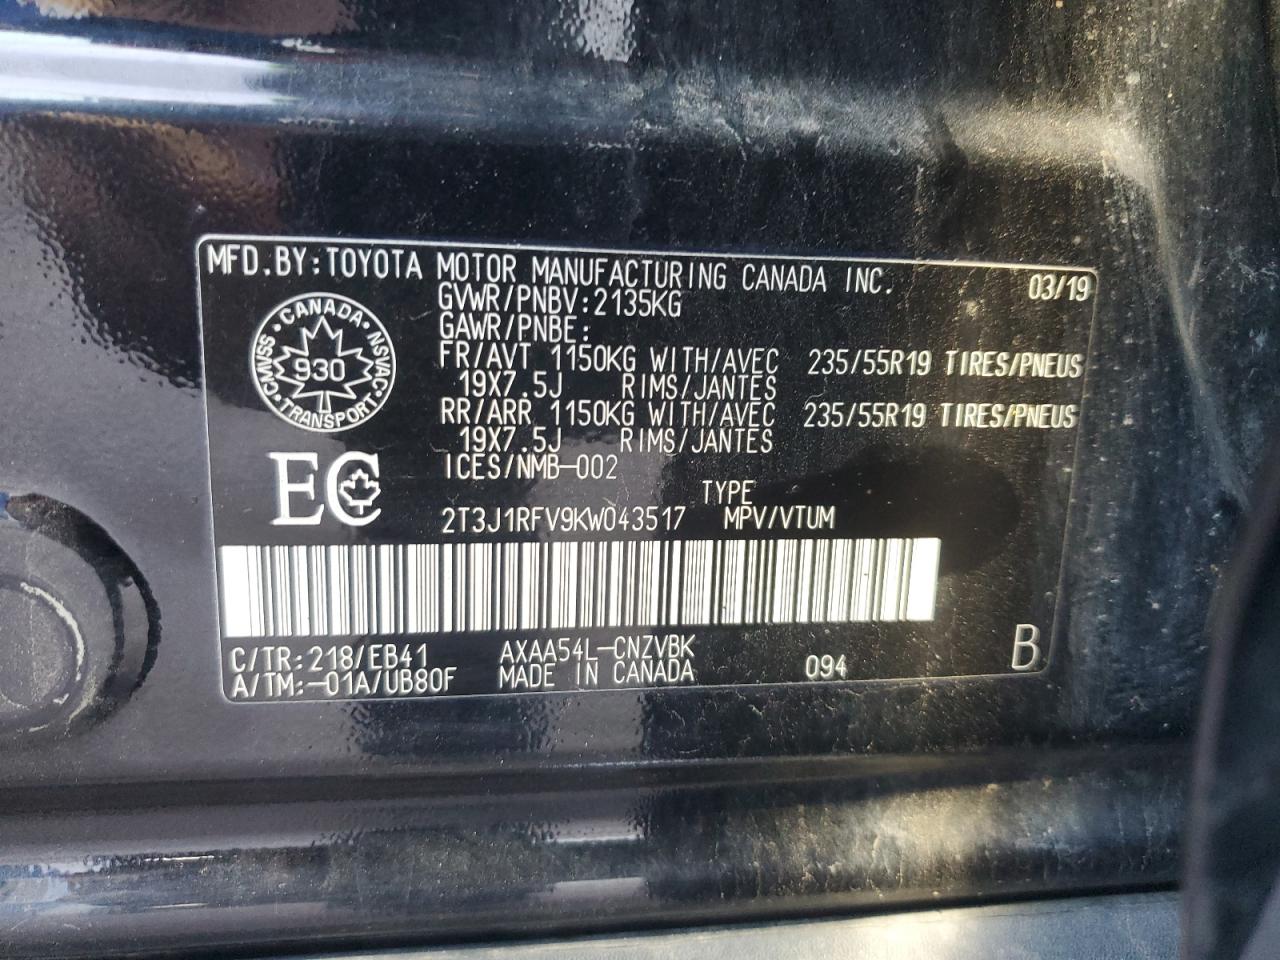 MFD.BY:TOYOTA MOTOR MANUFACTURING CANADA INC. 03/19
GVWR/PNBV:2135KG
GAWR/PNBE:
FR/AVT 1150KG WITH/AVEC 235/55R19 TIRES/PNEUS
19X7.5J RIMS/JANTES
RR/ARR 1150KG WITH/AVEC 235/55R19 TIRES/PNEUS
19X7.5J RIMS/JANTES
ICES/NMB-002
CANADA
CMVSS·NSVAC
930
TRANSPORT
EC
TYPE
2T3J1RFV9KW043517 MPV/VTUM
C/TR:218/EB41 AXAA54L-CNZVBK
A/TM:-01A/UB80F MADE IN CANADA 094 B